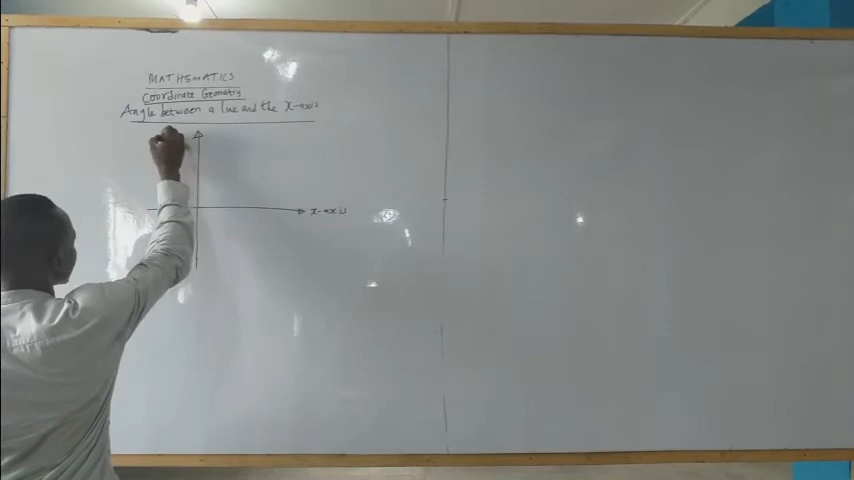 MATHEMATICS
Coordinate Geometry
Angle between a line and the X-axis
x-axis